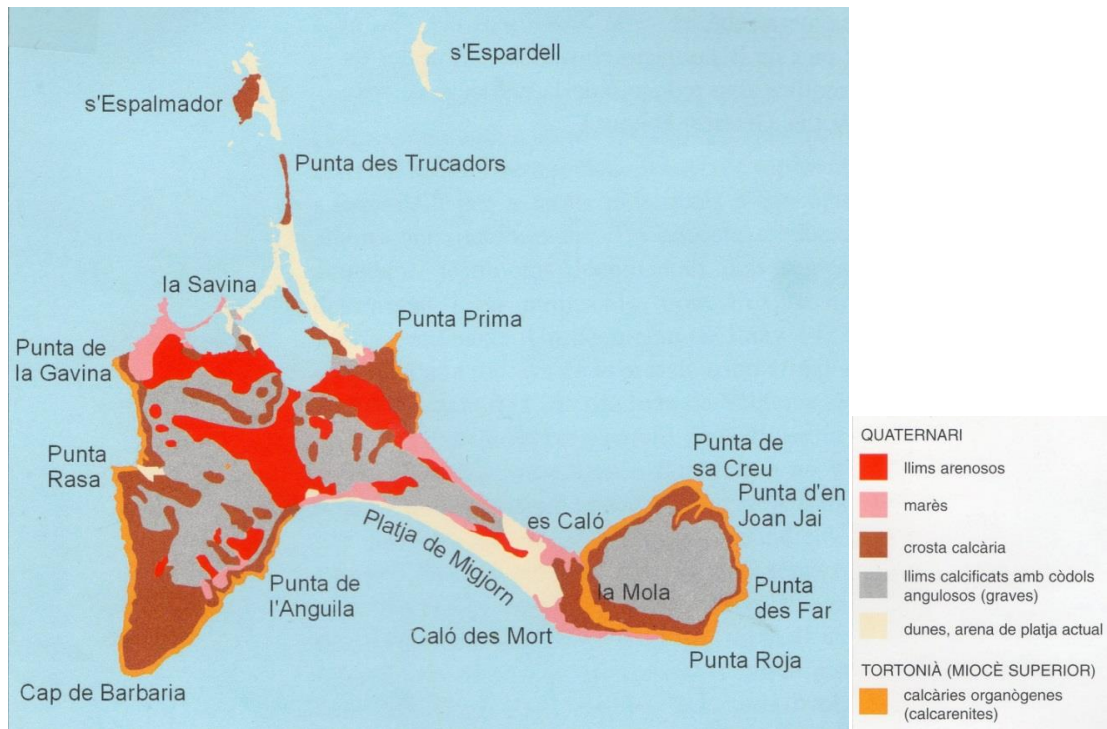 s'Espardell
s'Espalmador
Punta des Trucadors
la Savina
Punta Prima
Punta de
la Gavina
Punta
Rasa
Punta de
sa Creu
Punta d'en
Joan Jai
es Caló
Platja de Migjorn
Punta de
l'Anguila
la Mola
Punta
des Far
Caló des Mort
Punta Roja
Cap de Barbaria
QUATERNARI
llims arenosos
marès
crosta calcària
llims calcificats amb còdols
angulosos (graves)
dunes, arena de platja actual
TORTONIÀ (MIOCÈ SUPERIOR)
calcàries organògenes
(calcarenites)